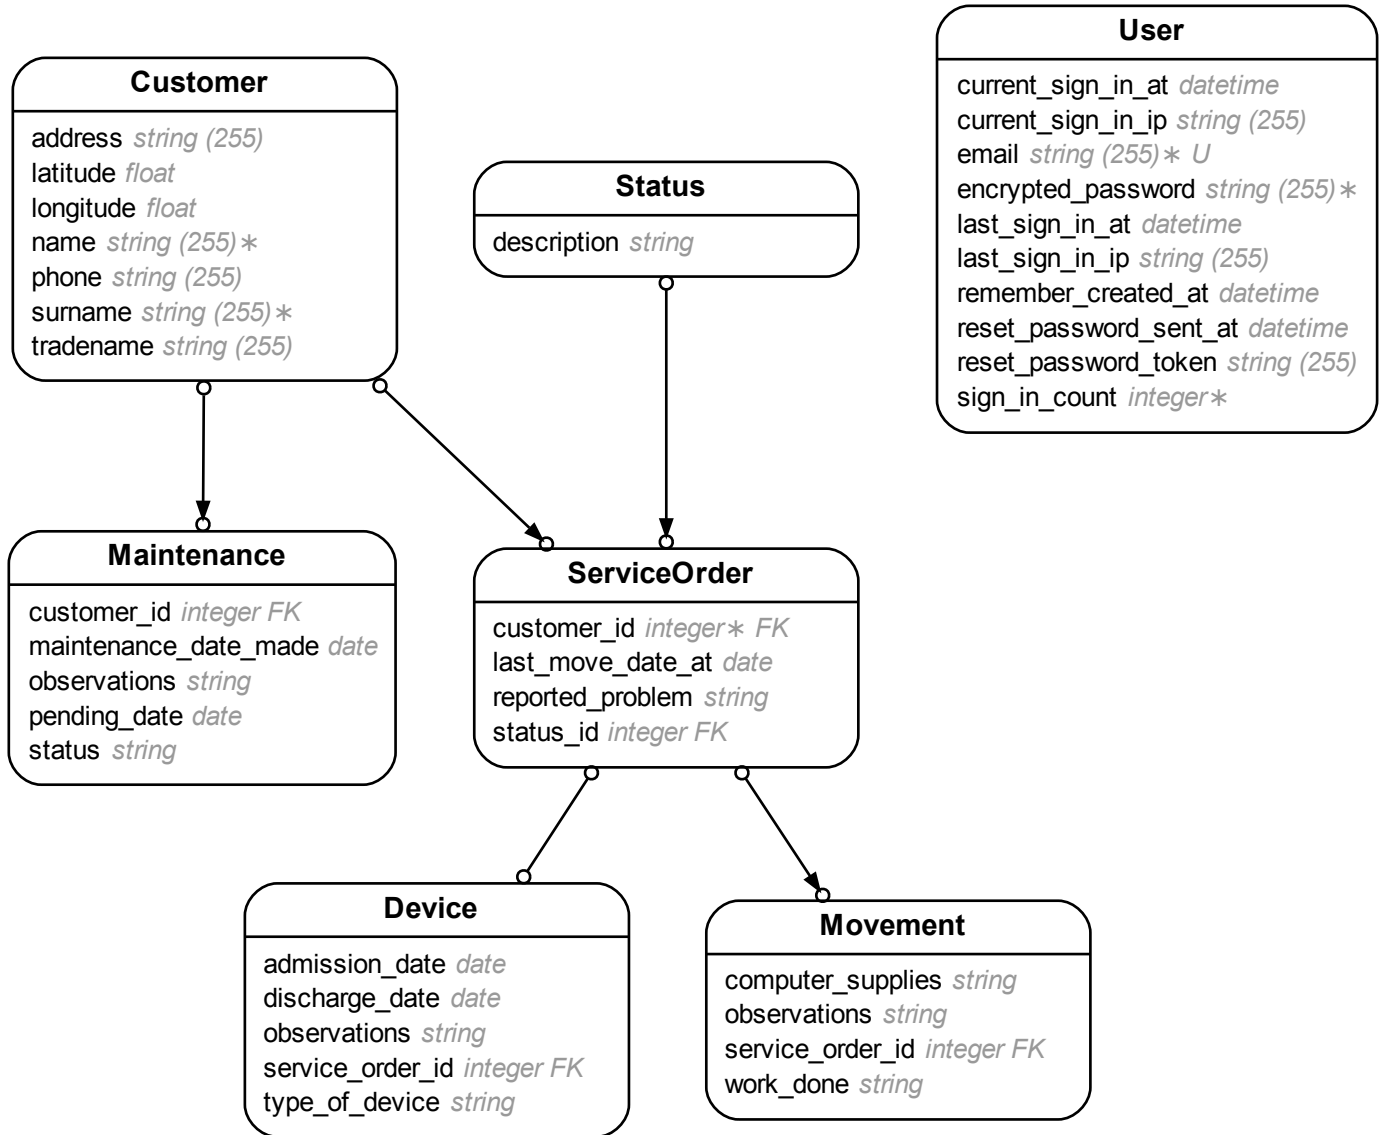 Customer
address string (255)
latitude float
longitude float
name string (255)∗
phone string (255)
surname string (255)∗
tradename string (255)
Status
description string
User
current_sign_in_at datetime
current_sign_in_ip string (255)
email string (255)∗ U
encrypted_password string (255)∗
last_sign_in_at datetime
last_sign_in_ip string (255)
remember_created_at datetime
reset_password_sent_at datetime
reset_password_token string (255)
sign_in_count integer∗
Maintenance
customer_id integer FK
maintenance_date_made date
observations string
pending_date date
status string
ServiceOrder
customer_id integer∗ FK
last_move_date_at date
reported_problem string
status_id integer FK
Device
admission_date date
discharge_date date
observations string
service_order_id integer FK
type_of_device string
Movement
computer_supplies string
observations string
service_order_id integer FK
work_done string